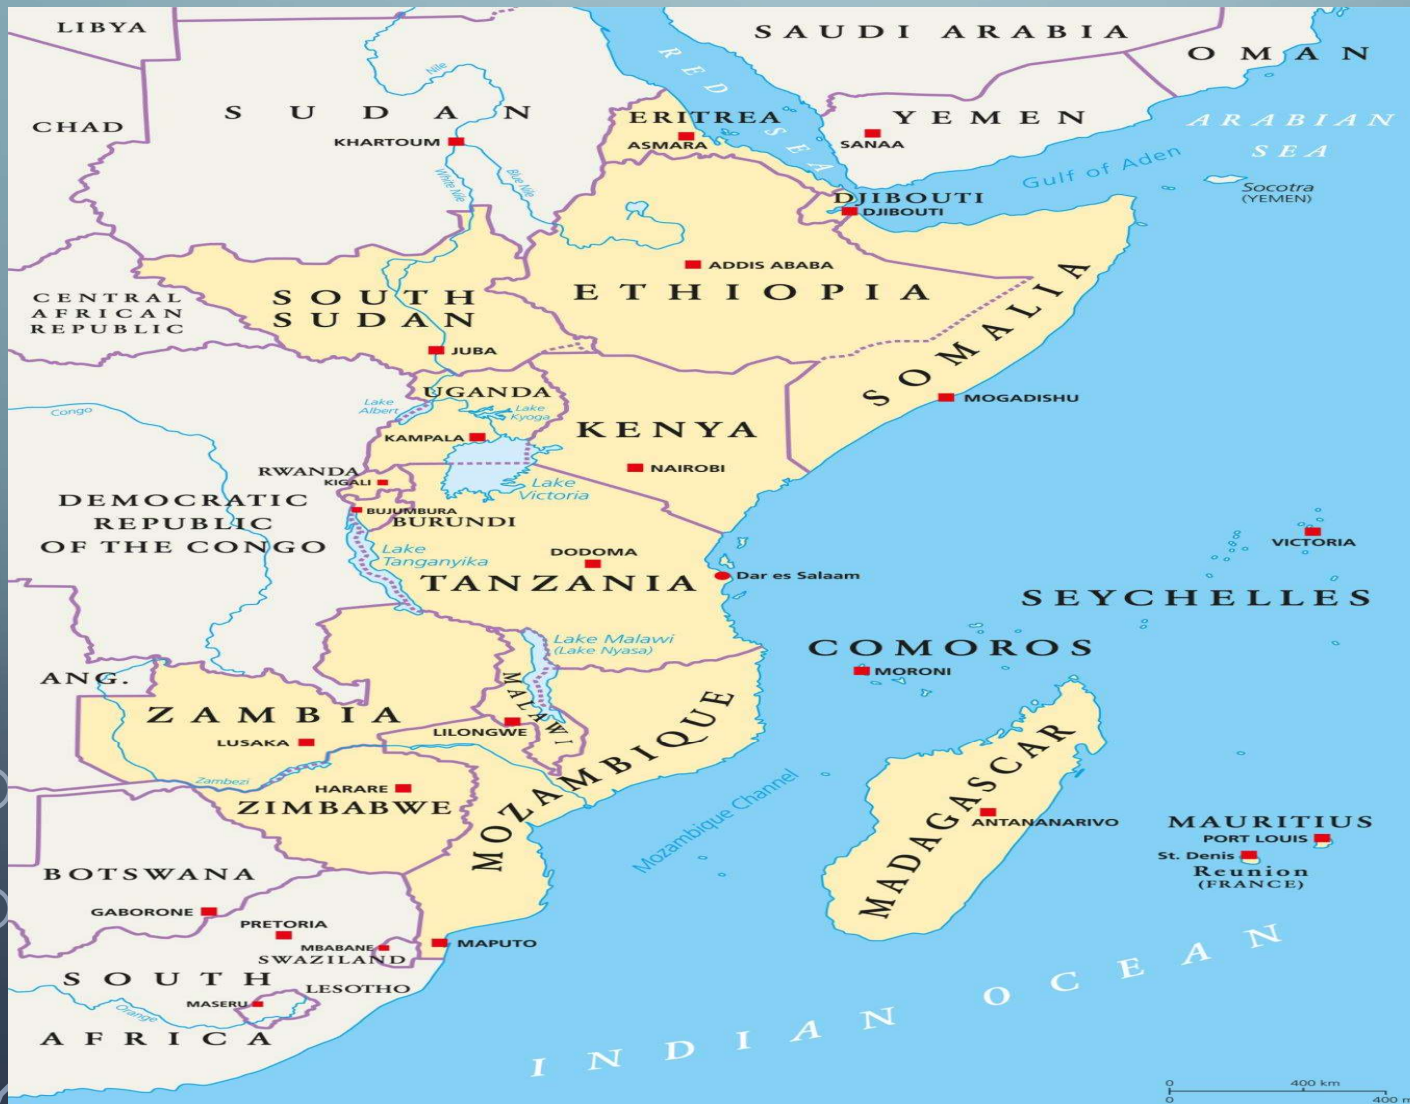 LIBYA
SAUDI ARABIA
OMAN
RED SEA
Nile
SUDAN
CHAD
ERITREA
ASMARA
YEMEN
SANAA
ARABIAN
SEA
KHARTOUM
White Nile
Blue Nile
Gulf of Aden
Socotra
(YEMEN)
DJIBOUTI
DJIBOUTI
ADDIS ABABA
ETHIOPIA
CENTRAL
AFRICAN
REPUBLIC
SOUTH
SUDAN
JUBA
SOMALIA
MOGADISHU
UGANDA
Lake
Albert
Lake
Kyoga
Congo
KAMPALA
KENYA
NAIROBI
RWANDA
KIGALI
Lake
Victoria
DEMOCRATIC
REPUBLIC
OF THE CONGO
BUJUMBURA
BURUNDI
Lake
Tanganyika
DODOMA
TANZANIA
Dar es Salaam
VICTORIA
SEYCHELLES
COMOROS
MORONI
Lake Malawi
(Lake Nyasa)
ANG.
MALAWI
ZAMBIA
LUSAKA
LILONGWE
MOZAMBIQUE
Zambezi
HARARE
ZIMBABWE
Mozambique Channel
MADAGASCAR
ANTANANARIVO
MAURITIUS
PORT LOUIS
St. Denis
Reunion
(FRANCE)
BOTSWANA
GABORONE
PRETORIA
MBABANE
SWAZILAND
MAPUTO
SOUTH
AFRICA
LESOTHO
MASERU
Orange
INDIAN OCEAN
0 400 km
0 400 m